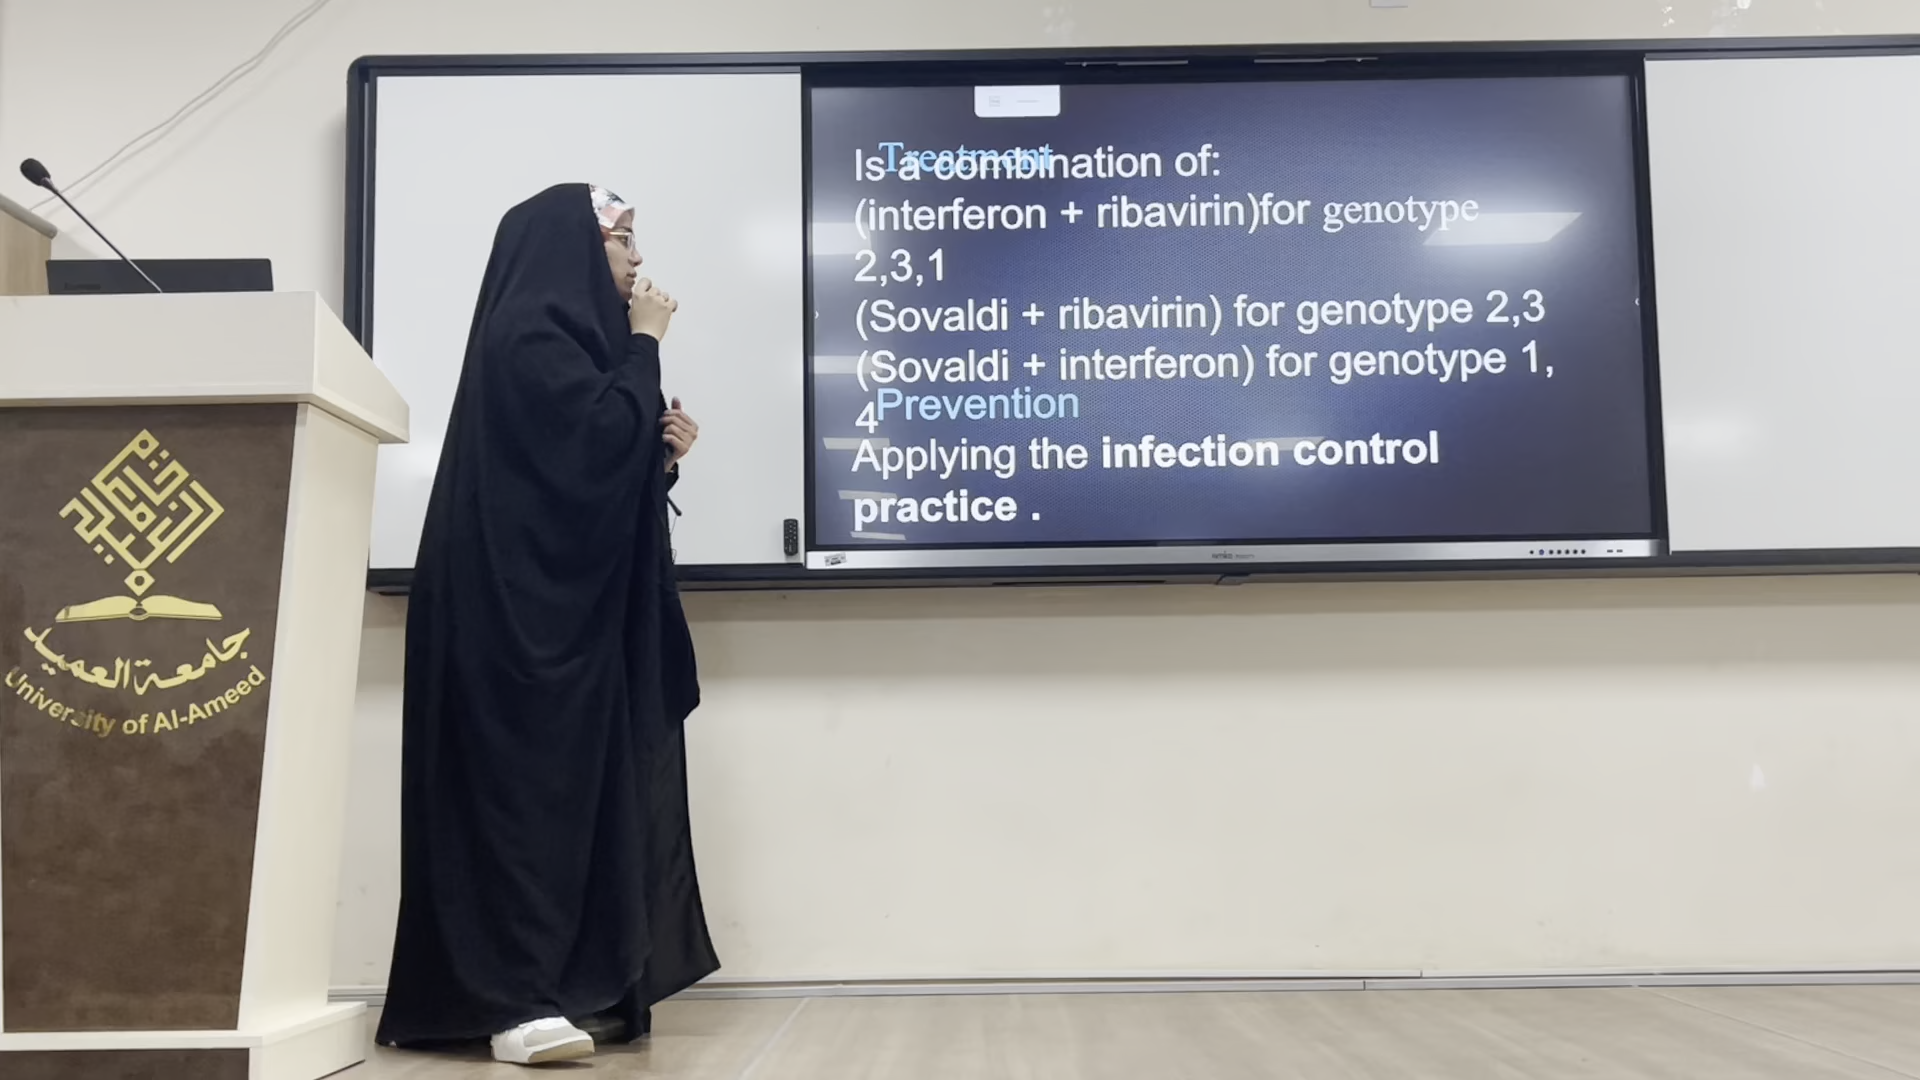 Treatment
Is a combination of:
(interferon + ribavirin)for genotype
2,3,1
(Sovaldi + ribavirin) for genotype 2,3
(Sovaldi + interferon) for genotype 1,
4
Prevention
Applying the infection control
practice .
جامعة العميد
University of Al-Ameed